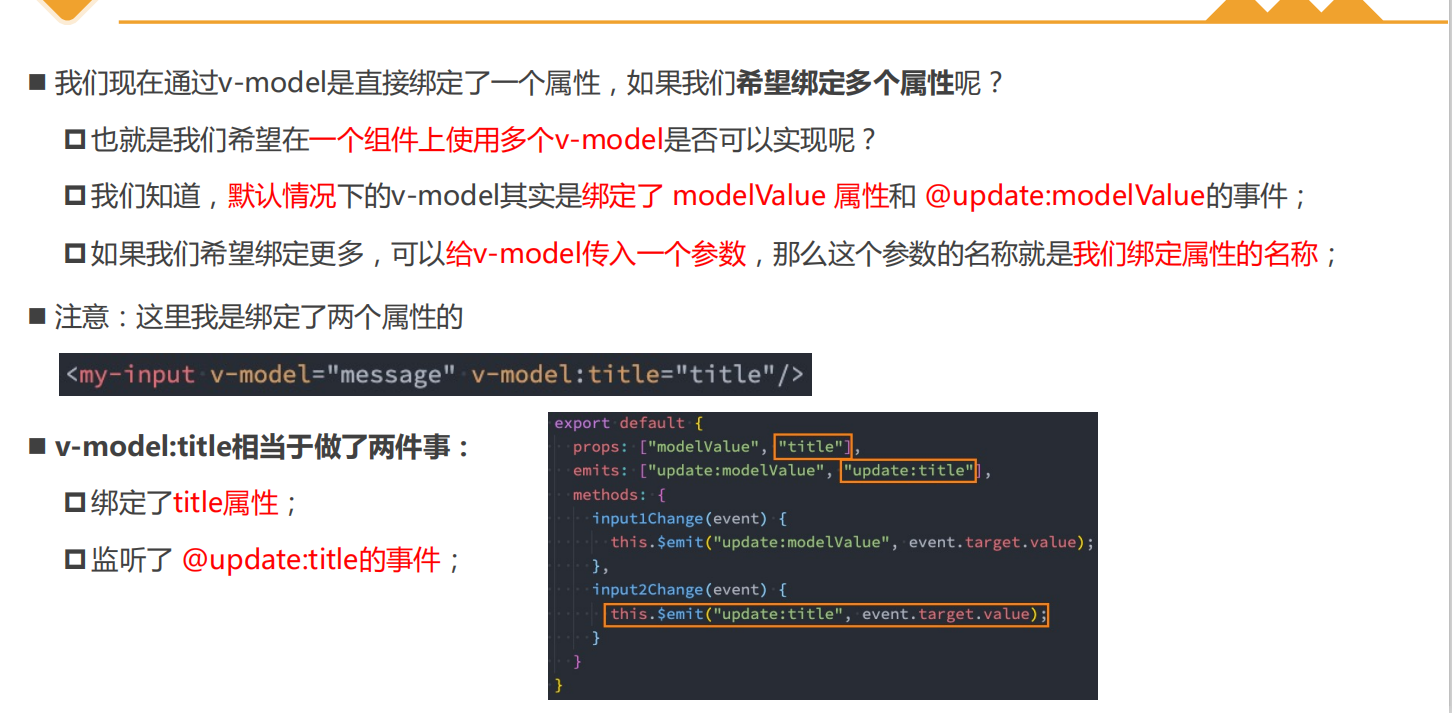 我们现在通过v-model是直接绑定了一个属性，如果我们希望绑定多个属性呢？
也就是我们希望在一个组件上使用多个v-model是否可以实现呢？
我们知道，默认情况下的v-model其实是绑定了 modelValue 属性和 @update:modelValue的事件；
如果我们希望绑定更多，可以给v-model传入一个参数，那么这个参数的名称就是我们绑定属性的名称；
注意：这里我是绑定了两个属性的
<my-input v-model="message" v-model:title="title"/>
v-model:title相当于做了两件事：
绑定了title属性；
监听了 @update:title的事件；
export default {
  props: ["modelValue", "title"],
  emits: ["update:modelValue", "update:title"],
  methods: {
    input1Change(event) {
      this.$emit("update:modelValue", event.target.value);
    },
    input2Change(event) {
      this.$emit("update:title", event.target.value);
    }
  }
}